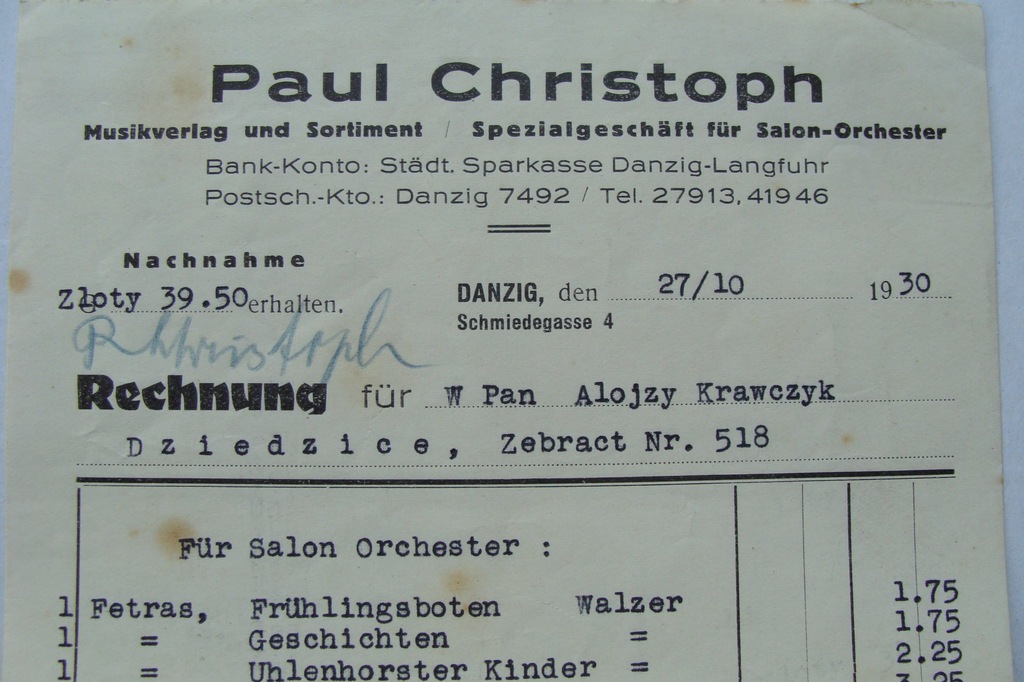 Paul Christoph
Musikverlag und Sortiment / Spezialgeschäft für Salon-Orchester
Bank-Konto: Städt. Sparkasse Danzig-Langfuhr
Postsch.-Kto.: Danzig 7492 / Tel. 27913, 41946
Nachnahme
Zloty 39.50 erhalten.
DANZIG, den 27/10 1930
Schmiedegasse 4
Rechnung für W Pan Alojzy Krawczyk
Dziedzice, Zebract Nr. 518
Für Salon Orchester :
1 Fetras, Frühlingsboten Walzer 1.75
1 = Geschichten = 1.75
1 = Uhlenhorster Kinder = 2.25